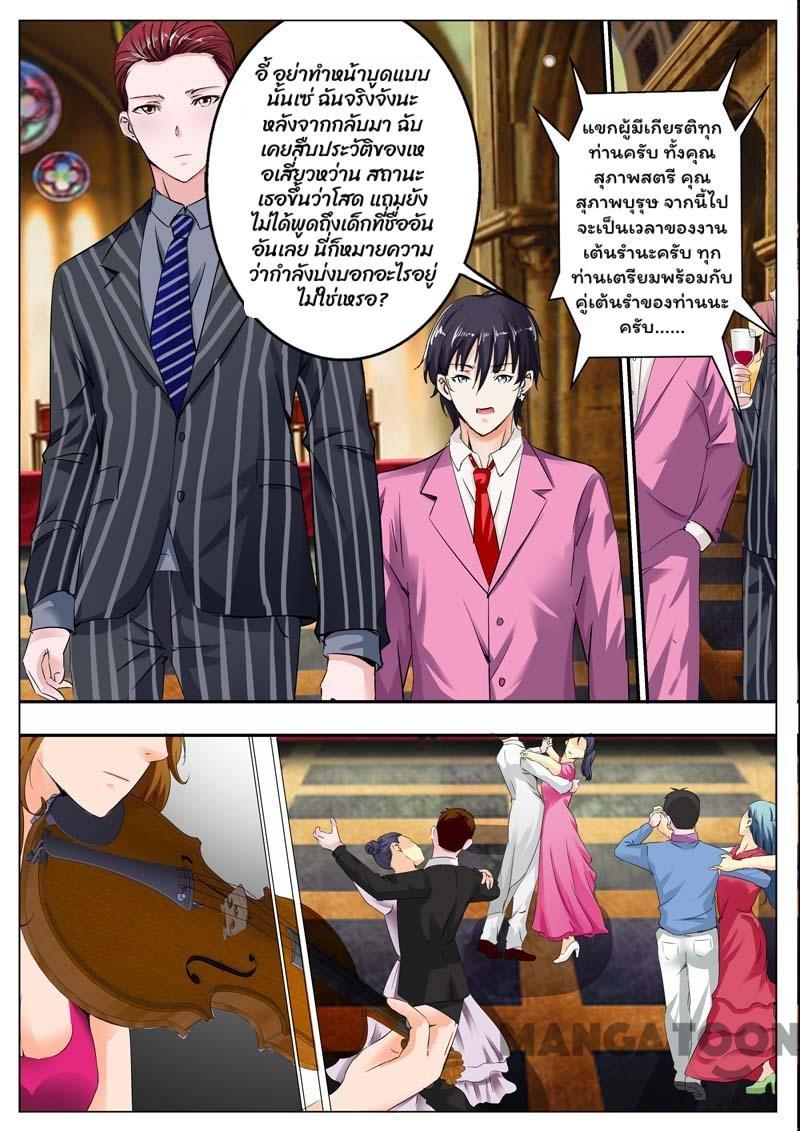 อี้ อย่าทำหน้าบูดแบบ
นั้นเซ่ ฉันจริงจังนะ
หลังจากกลับมา ฉับ
เคยสืบประวัติของเห
อเสี่ยวหว่าน สถานะ
เธอขึ้นว่าโสด แถมยัง
ไม่ได้พูดถึงเด็กที่ชื่ออัน
อันเลย นี่ก็หมายความ
ว่ากำลังบ่งบอกอะไรอยู่
ไม่ใช่เหรอ?
แขกผู้มีเกียรติทุก
ท่านครับ ทั้งคุณ
สุภาพสตรี คุณ
สุภาพบุรุษ จากนี้ไป
จะเป็นเวลาของงาน
เต้นรำนะครับ ทุก
ท่านเตรียมพร้อมกับ
คู่เต้นรำของท่านนะ
ครับ......
MANGATOON